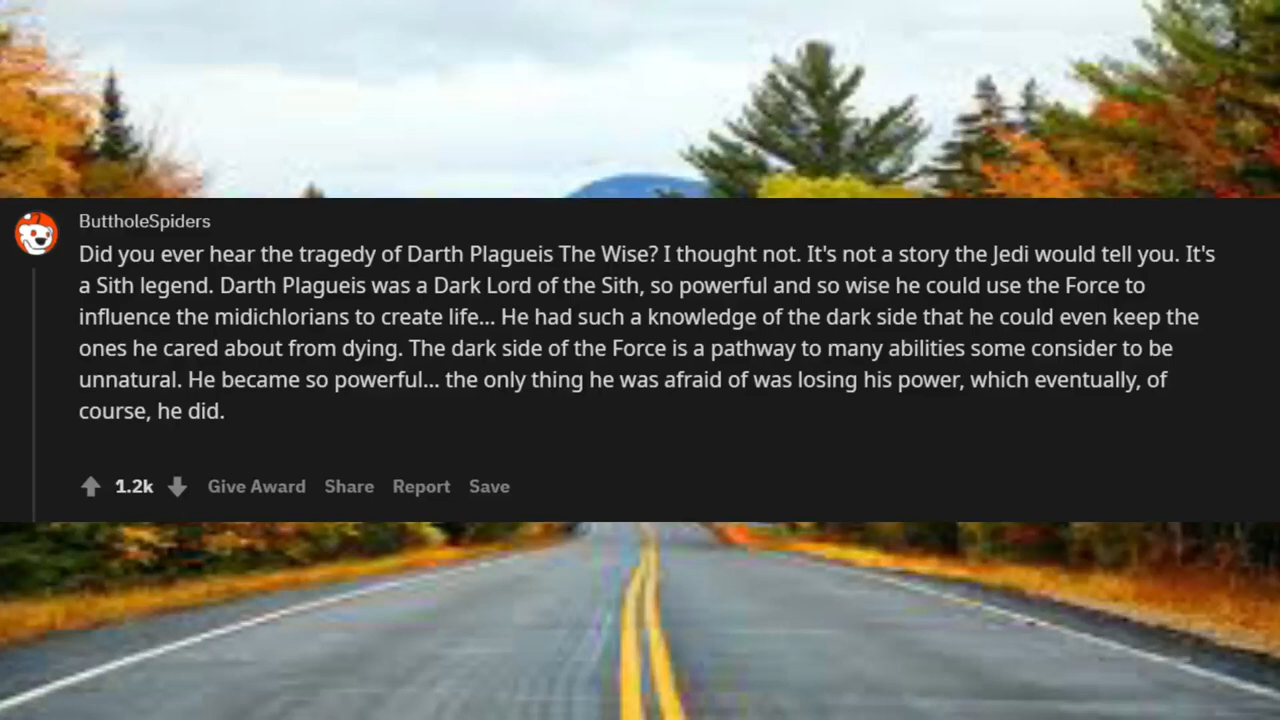 ButtholeSpiders
Did you ever hear the tragedy of Darth Plagueis The Wise? I thought not. It's not a story the Jedi would tell you. It's
a Sith legend. Darth Plagueis was a Dark Lord of the Sith, so powerful and so wise he could use the Force to
influence the midichlorians to create life... He had such a knowledge of the dark side that he could even keep the
ones he cared about from dying. The dark side of the Force is a pathway to many abilities some consider to be
unnatural. He became so powerful... the only thing he was afraid of was losing his power, which eventually, of
course, he did.
1.2k Give Award Share Report Save